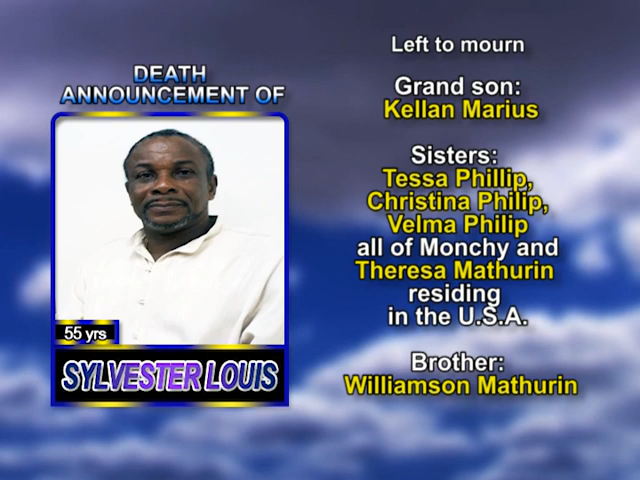 DEATH
ANNOUNCEMENT OF
55 yrs
SYLVESTER LOUIS
Left to mourn
Grand son:
Kellan Marius
Sisters:
Tessa Phillip,
Christina Philip,
Velma Philip
all of Monchy and
Theresa Mathurin
residing
in the U.S.A.
Brother:
Williamson Mathurin